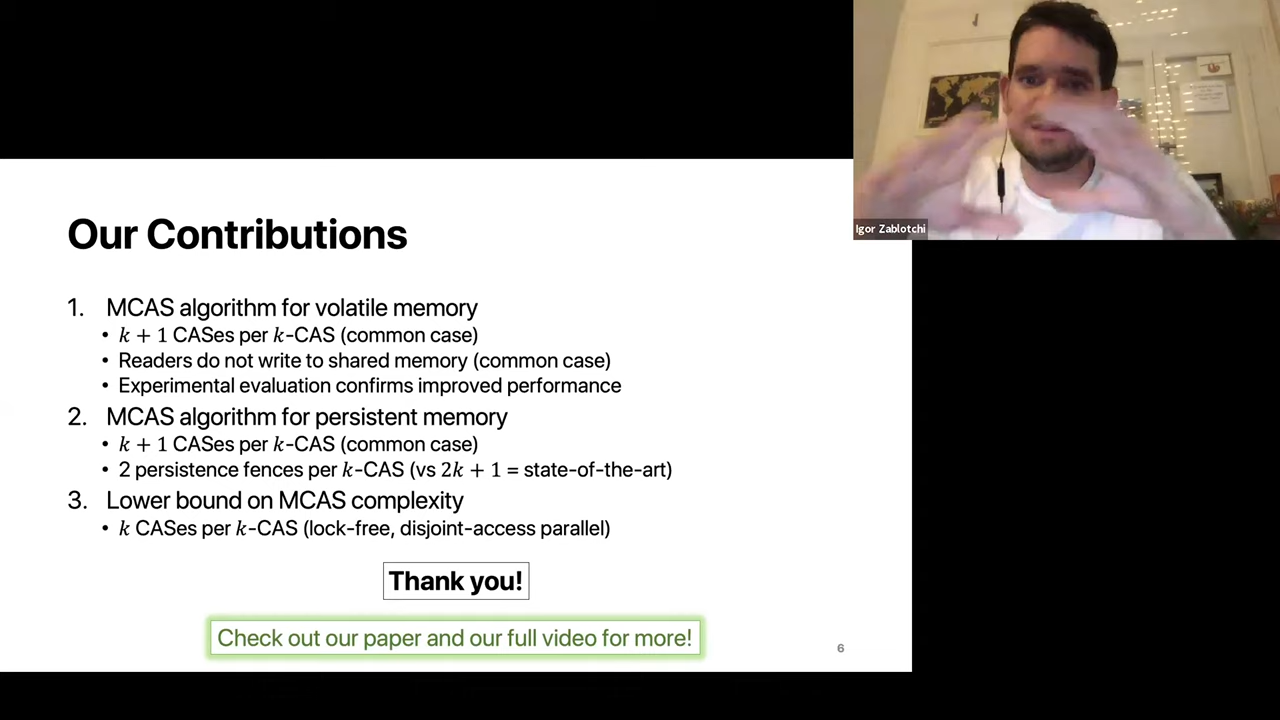 Igor Zablotchi
Our Contributions
1. MCAS algorithm for volatile memory
• k + 1 CASes per k-CAS (common case)
• Readers do not write to shared memory (common case)
• Experimental evaluation confirms improved performance
2. MCAS algorithm for persistent memory
• k + 1 CASes per k-CAS (common case)
• 2 persistence fences per k-CAS (vs 2k + 1 = state-of-the-art)
3. Lower bound on MCAS complexity
• k CASes per k-CAS (lock-free, disjoint-access parallel)
Thank you!
Check out our paper and our full video for more!
6